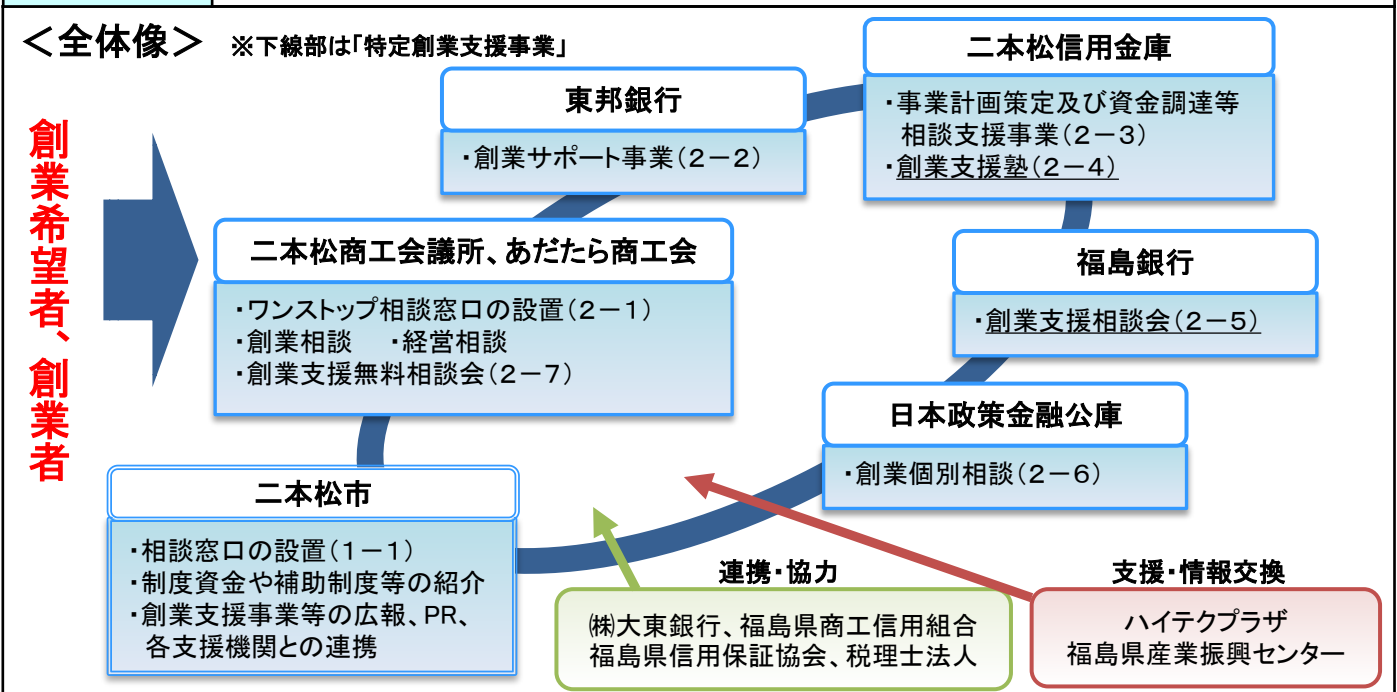 ＜全体像＞ ※下線部は「特定創業支援事業」
創業希望者、創業者
東邦銀行
・創業サポート事業(２－２)
二本松信用金庫
・事業計画策定及び資金調達等
相談支援事業(２－３)
・創業支援塾(２－４)
二本松商工会議所、あだたら商工会
・ワンストップ相談窓口の設置(２－１)
・創業相談　・経営相談
・創業支援無料相談会(２－７)
福島銀行
・創業支援相談会(２－５)
日本政策金融公庫
・創業個別相談(２－６)
二本松市
・相談窓口の設置(１－１)
・制度資金や補助制度等の紹介
・創業支援事業等の広報、PR、
各支援機関との連携
連携・協力
㈱大東銀行、福島県商工信用組合
福島県信用保証協会、税理士法人
支援・情報交換
ハイテクプラザ
福島県産業振興センター